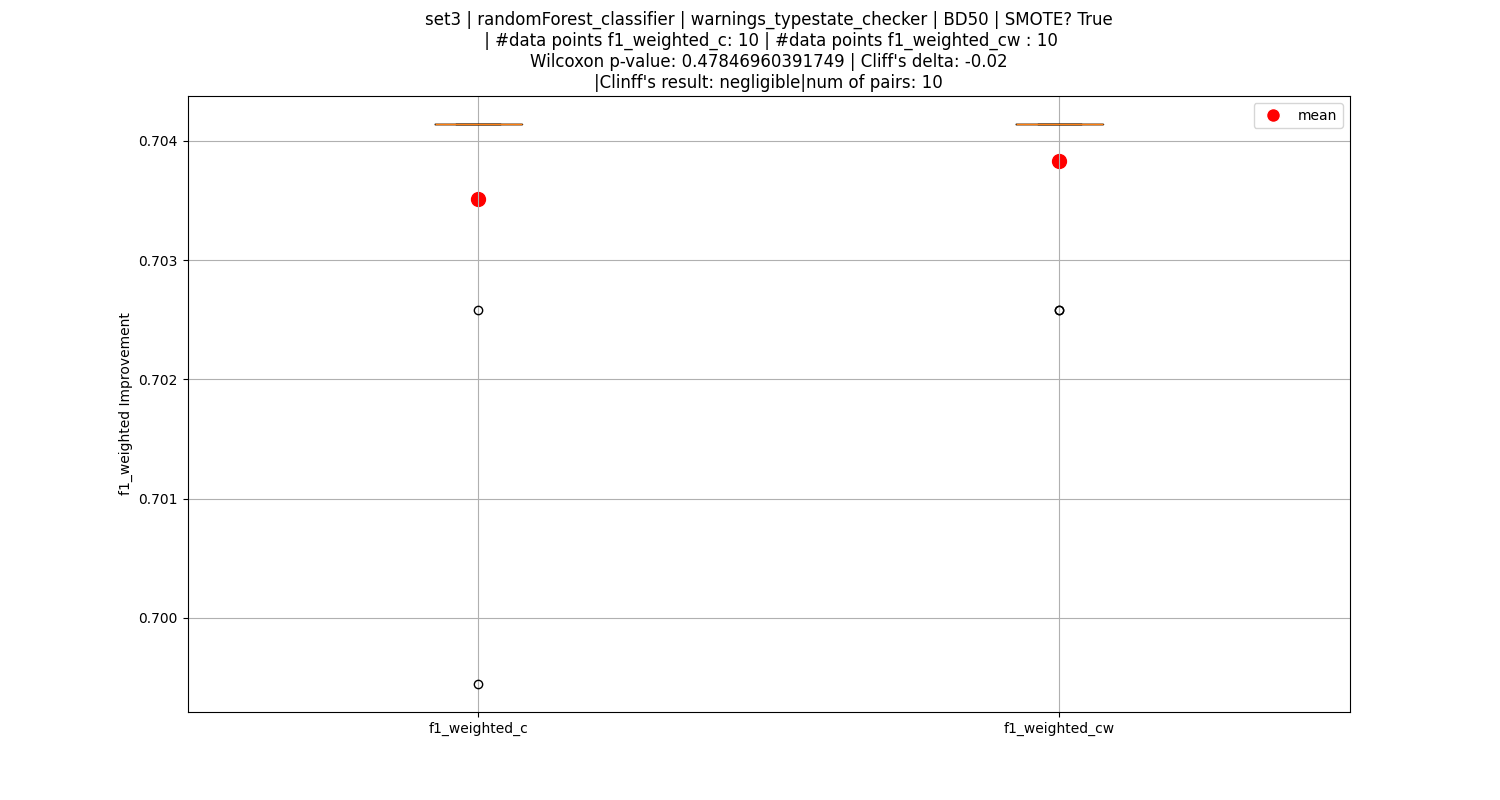 set3 | randomForest_classifier | warnings_typestate_checker | BD50 | SMOTE? True
| #data points f1_weighted_c: 10 | #data points f1_weighted_cw : 10
Wilcoxon p-value: 0.47846960391749 | Cliff's delta: -0.02
|Clinff's result: negligible|num of pairs: 10
mean
0.704
0.703
0.702
0.701
0.700
f1_weighted Improvement
f1_weighted_c
f1_weighted_cw